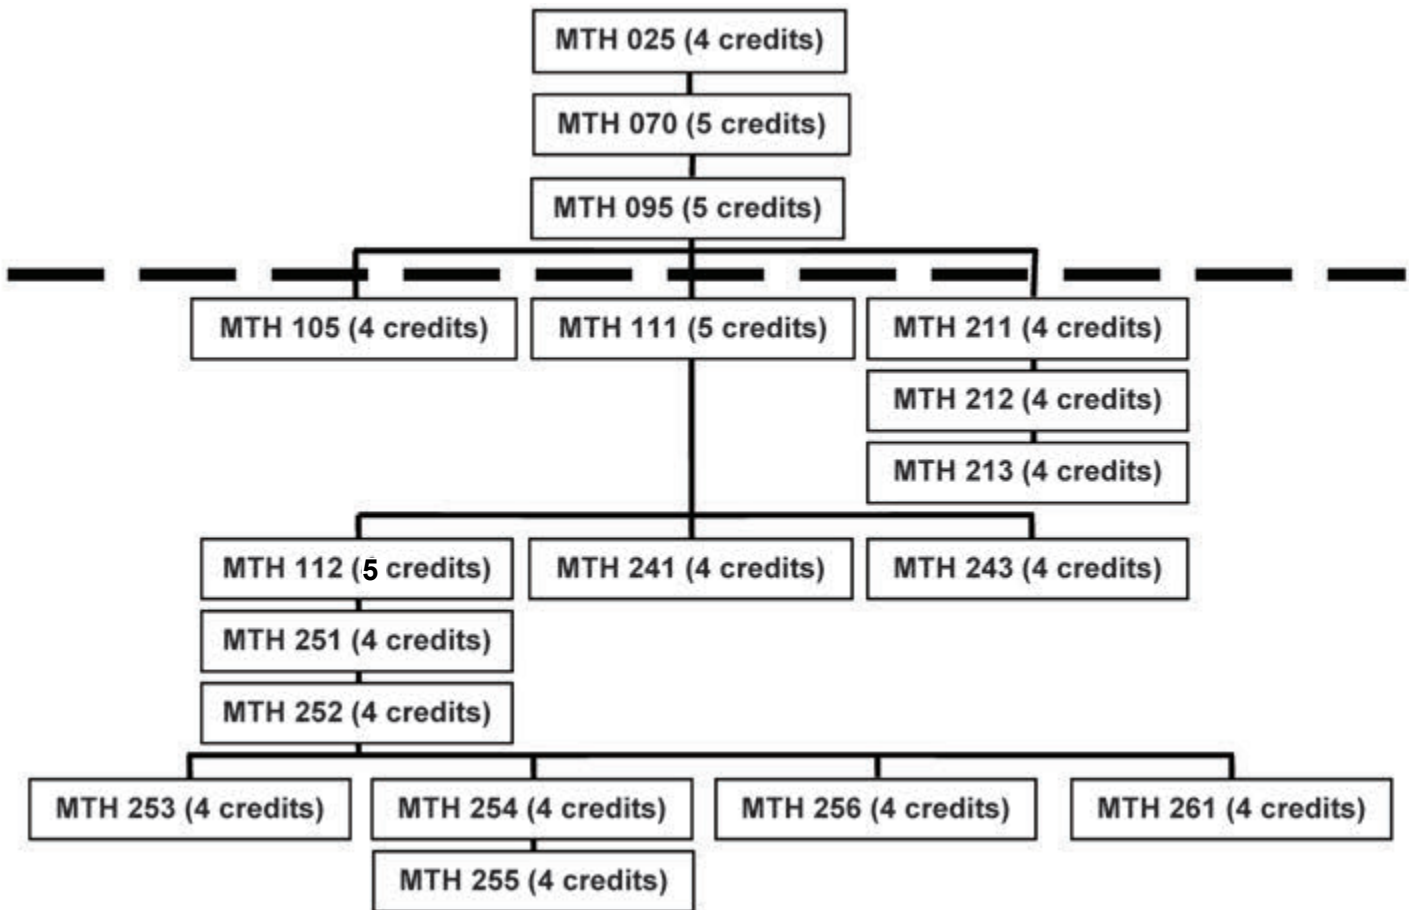 MTH 025 (4 credits)
MTH 070 (5 credits)
MTH 095 (5 credits)
MTH 105 (4 credits)
MTH 111 (5 credits)
MTH 211 (4 credits)
MTH 212 (4 credits)
MTH 213 (4 credits)
MTH 112 (5 credits)
MTH 241 (4 credits)
MTH 243 (4 credits)
MTH 251 (4 credits)
MTH 252 (4 credits)
MTH 253 (4 credits)
MTH 254 (4 credits)
MTH 256 (4 credits)
MTH 261 (4 credits)
MTH 255 (4 credits)